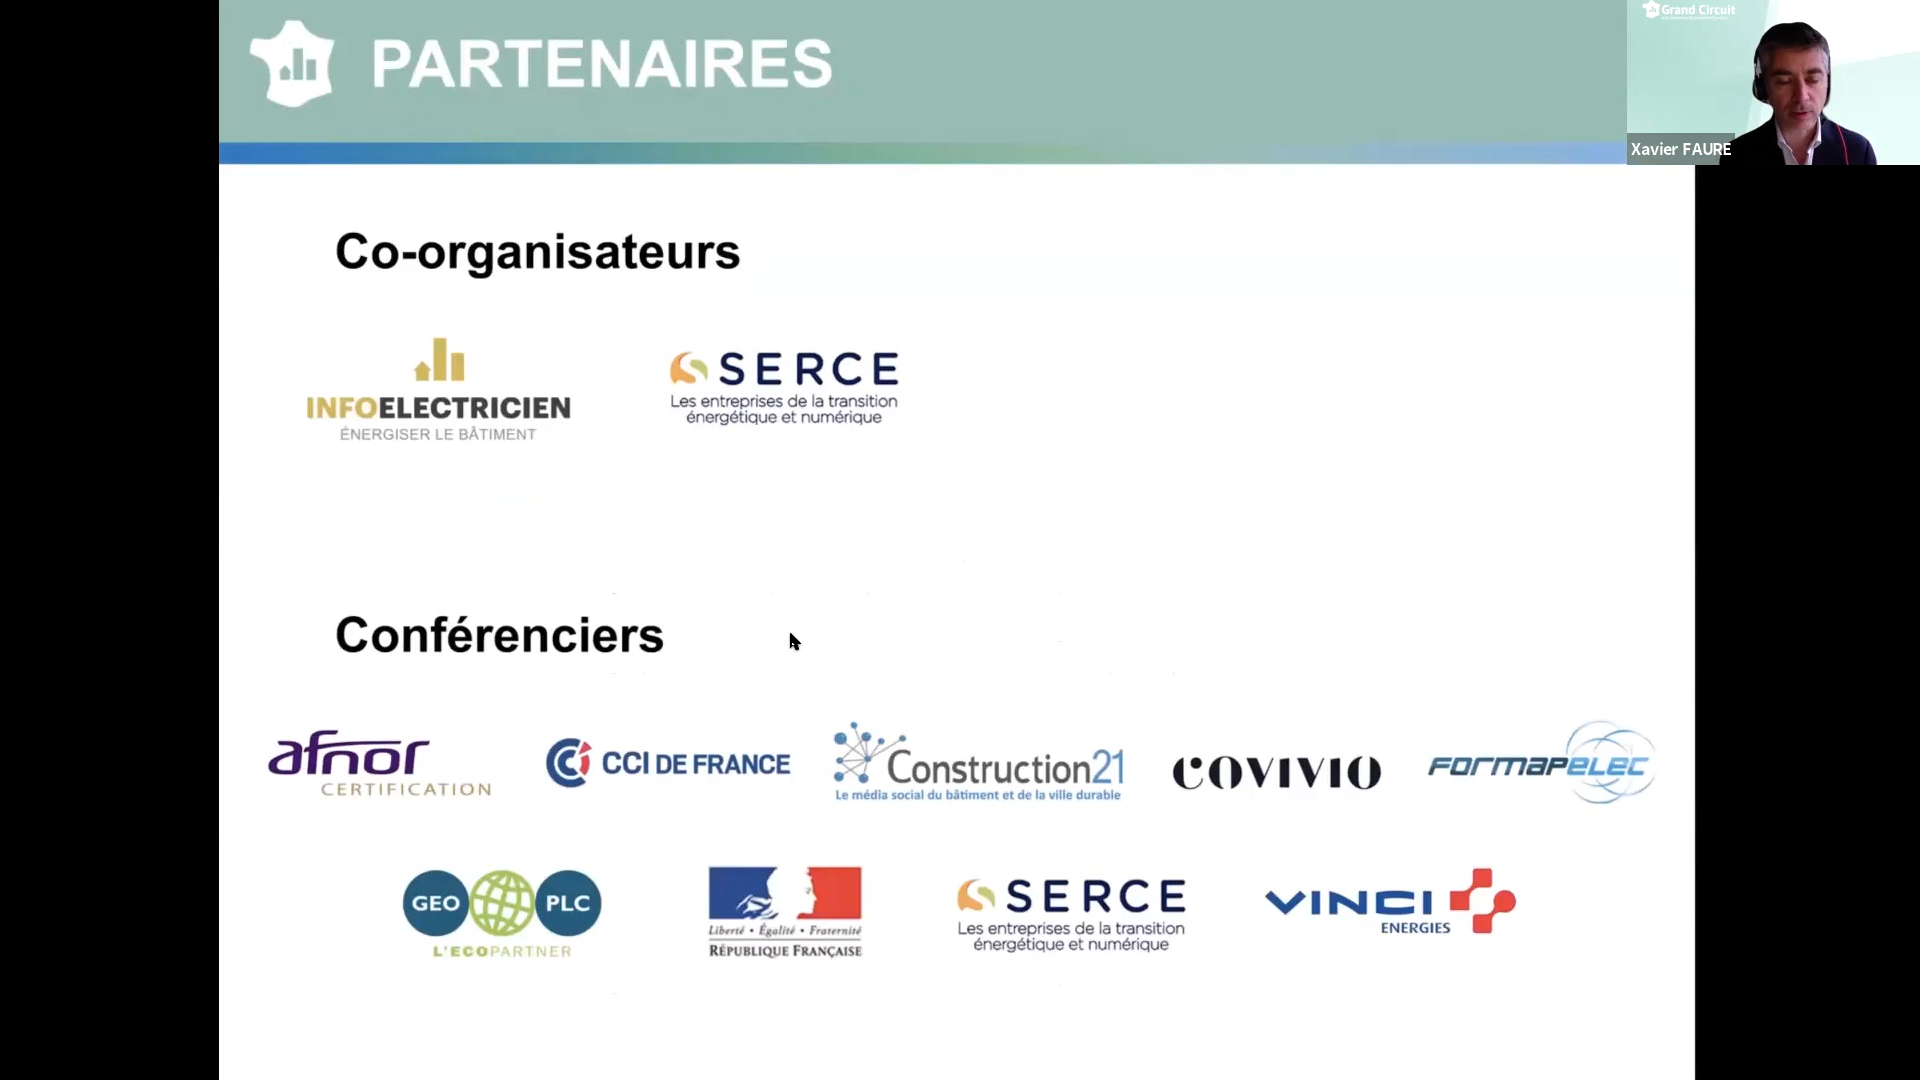 PARTENAIRES
Grand Circuit
Xavier FAURE
Co-organisateurs
INFOELECTRICIEN
ÉNERGISER LE BÂTIMENT
SERCE
Les entreprises de la transition
énergétique et numérique
Conférenciers
afnor
CERTIFICATION
CCI DE FRANCE
Construction21
Le média social du bâtiment et de la ville durable
COVIVIO
FORMAPELEC
GEO PLC
L'ECOPARTNER
Liberté • Égalité • Fraternité
RÉPUBLIQUE FRANÇAISE
SERCE
Les entreprises de la transition
énergétique et numérique
VINCI
ENERGIES